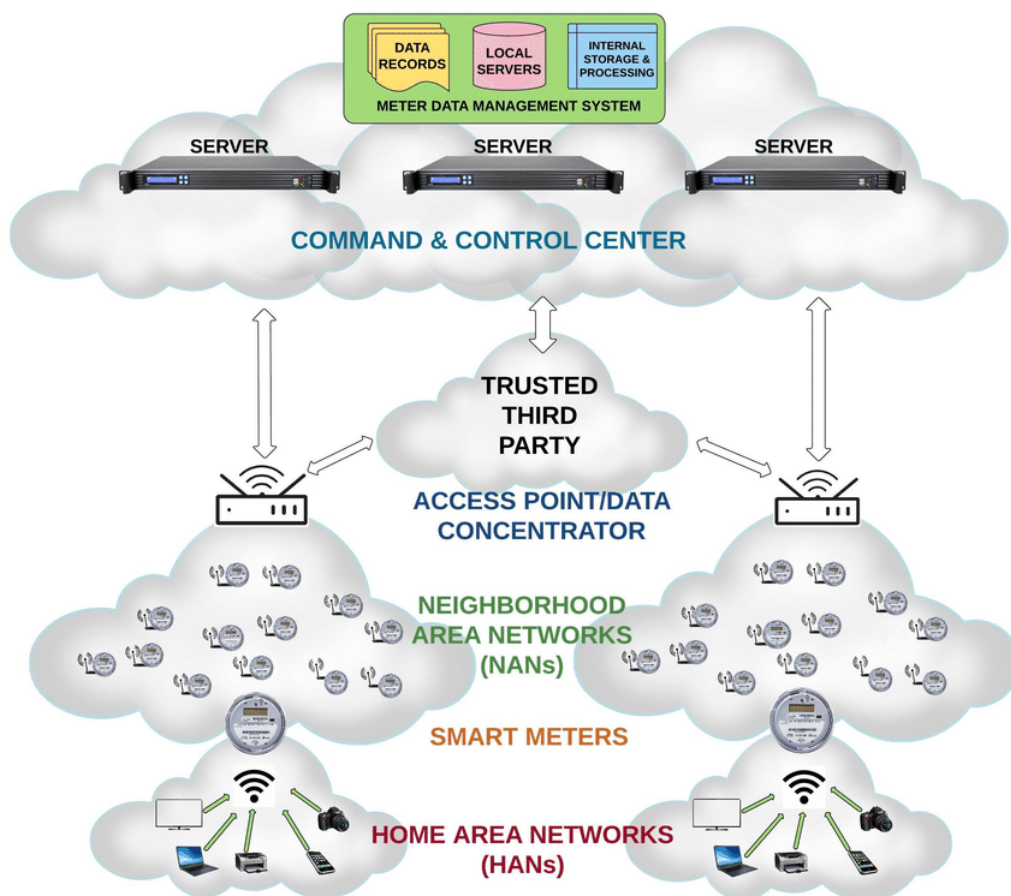 DATA
RECORDS
LOCAL
SERVERS
INTERNAL
STORAGE &
PROCESSING
METER DATA MANAGEMENT SYSTEM
SERVER
SERVER
SERVER
COMMAND & CONTROL CENTER
TRUSTED
THIRD
PARTY
ACCESS POINT/DATA
CONCENTRATOR
NEIGHBORHOOD
AREA NETWORKS
(NANs)
SMART METERS
HOME AREA NETWORKS
(HANs)